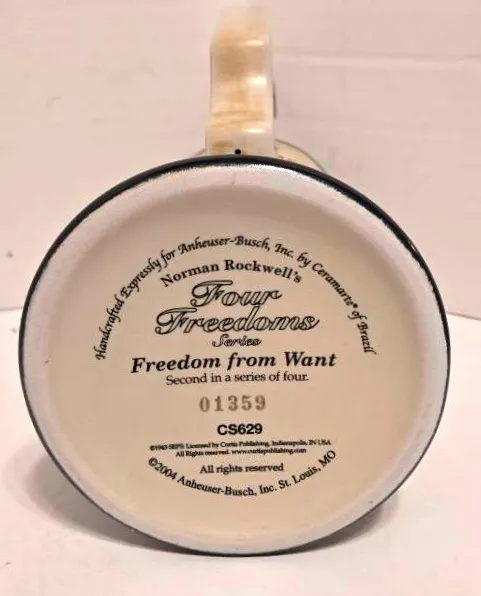 Handcrafted Expressly for Anheuser-Busch, Inc. by Ceramarte® of Brazil
Norman Rockwell's
Four
Freedoms
Series
Freedom from Want
Second in a series of four.
01359
CS629
©1943 SEPS: Licensed by Curtis Publishing, Indianapolis, IN USA
All Rights reserved. www.curtispublishing.com
All rights reserved
©2004 Anheuser-Busch, Inc. St. Louis, MO